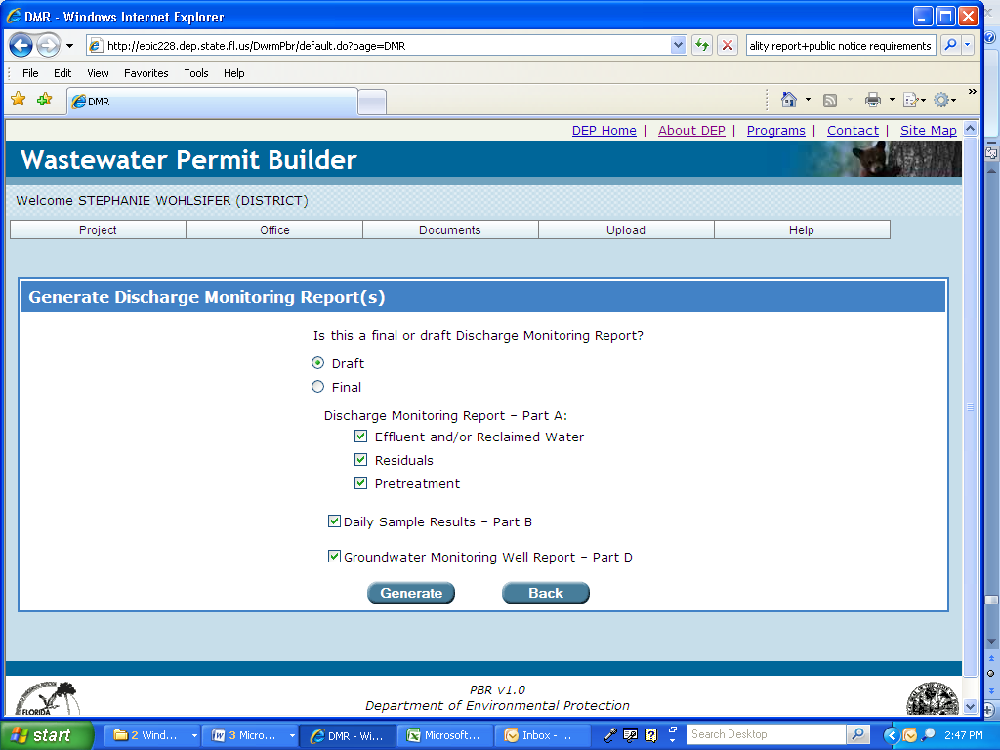 DMR - Windows Internet Explorer
http://epic228.dep.state.fl.us/DwrmPbr/default.do?page=DMR
ality report+public notice requirements
File Edit View Favorites Tools Help
DMR
DEP Home | About DEP | Programs | Contact | Site Map
Wastewater Permit Builder
Welcome STEPHANIE WOHLSIFER (DISTRICT)
Project Office Documents Upload Help
Generate Discharge Monitoring Report(s)
Is this a final or draft Discharge Monitoring Report?
Draft
Final
Discharge Monitoring Report – Part A:
Effluent and/or Reclaimed Water
Residuals
Pretreatment
Daily Sample Results – Part B
Groundwater Monitoring Well Report – Part D
Generate Back
FLORIDA
PBR v1.0
Department of Environmental Protection
start 2 Wind... 3 Micro... DMR - Wi... Microsoft... Inbox - ... Search Desktop 2:47 PM